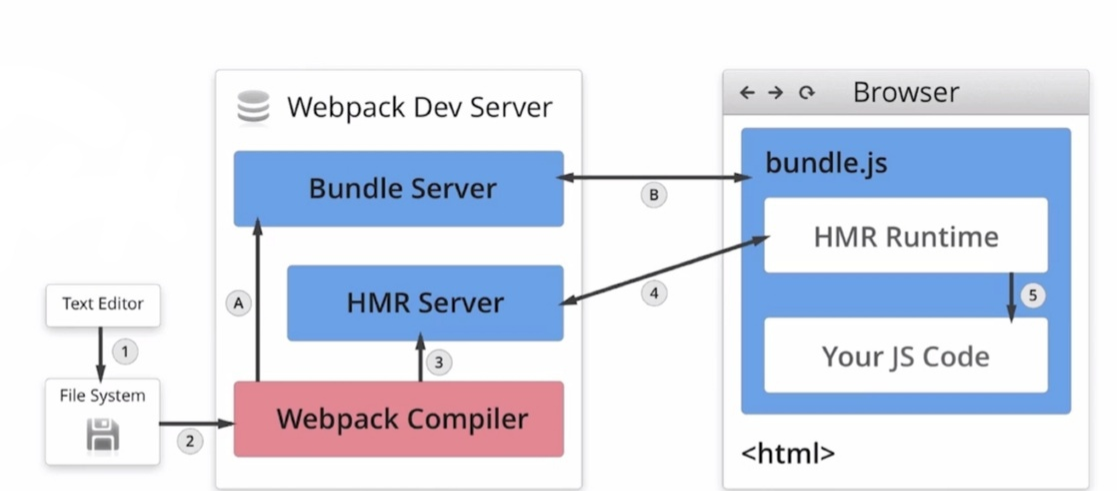 Webpack Dev Server
Bundle Server
A
HMR Server
3
Webpack Compiler
Text Editor
1
File System
2
B
4
Browser
bundle.js
HMR Runtime
5
Your JS Code
<html>